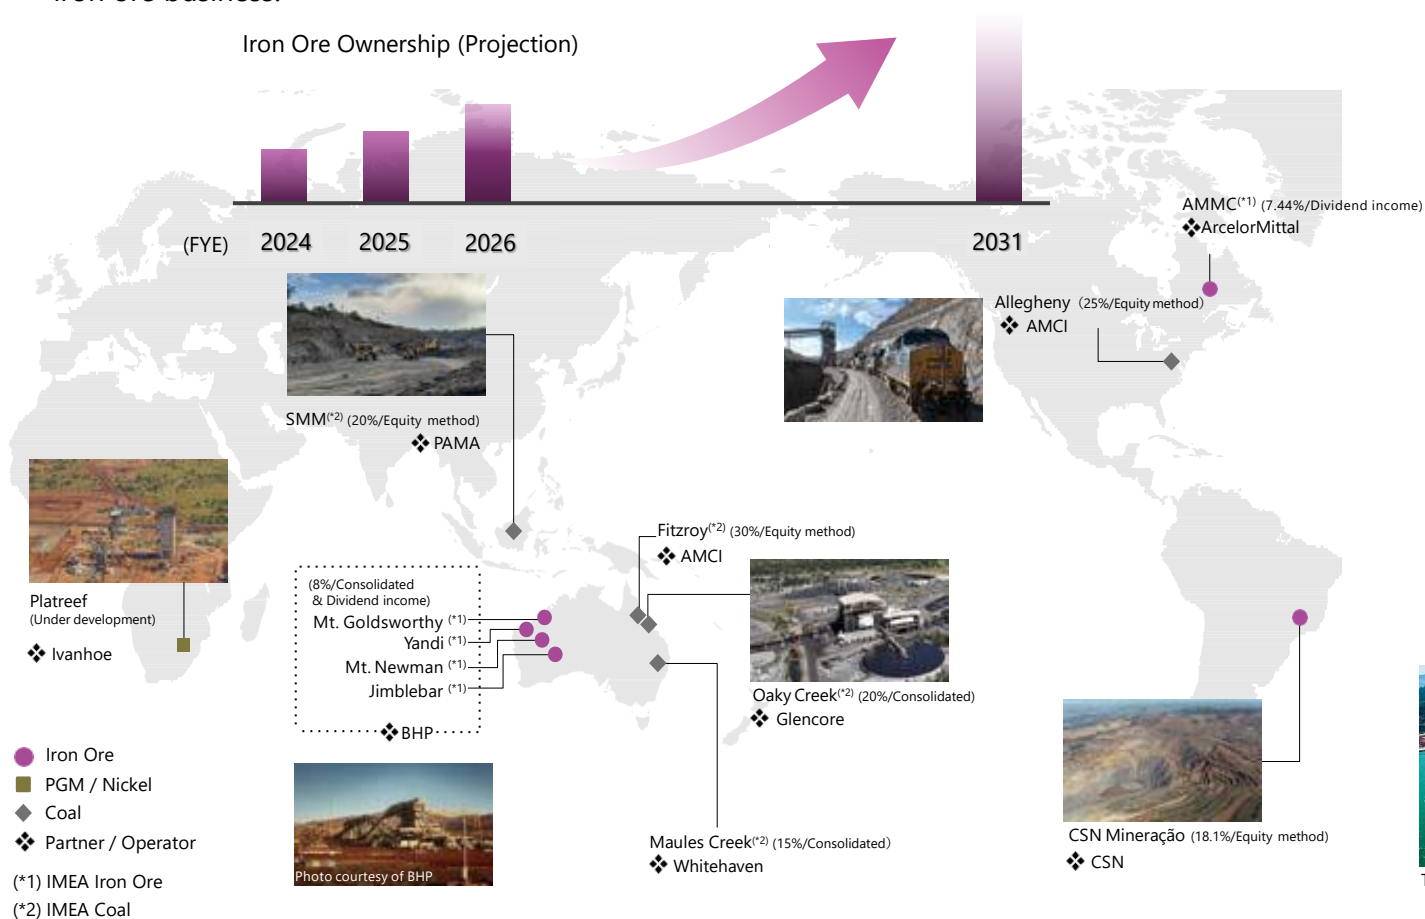 Iron ore business.
Iron Ore Ownership (Projection)
(FYE) 2024 2025 2026 2031
AMMC(*1) (7.44%/Dividend income)
❖ArcelorMittal
Allegheny (25%/Equity method)
❖ AMCI
SMM(*2) (20%/Equity method)
❖ PAMA
Platreef
(Under development)
❖ Ivanhoe
Fitzroy(*2) (30%/Equity method)
❖ AMCI
(8%/Consolidated
& Dividend income)
Mt. Goldsworthy (*1)
Yandi (*1)
Mt. Newman (*1)
Jimblebar (*1)
❖BHP
Oaky Creek(*2) (20%/Consolidated)
❖ Glencore
Maules Creek(*2) (15%/Consolidated)
❖ Whitehaven
CSN Mineração (18.1%/Equity method)
❖ CSN
Photo courtesy of BHP
Iron Ore
PGM / Nickel
Coal
❖ Partner / Operator
(*1) IMEA Iron Ore
(*2) IMEA Coal